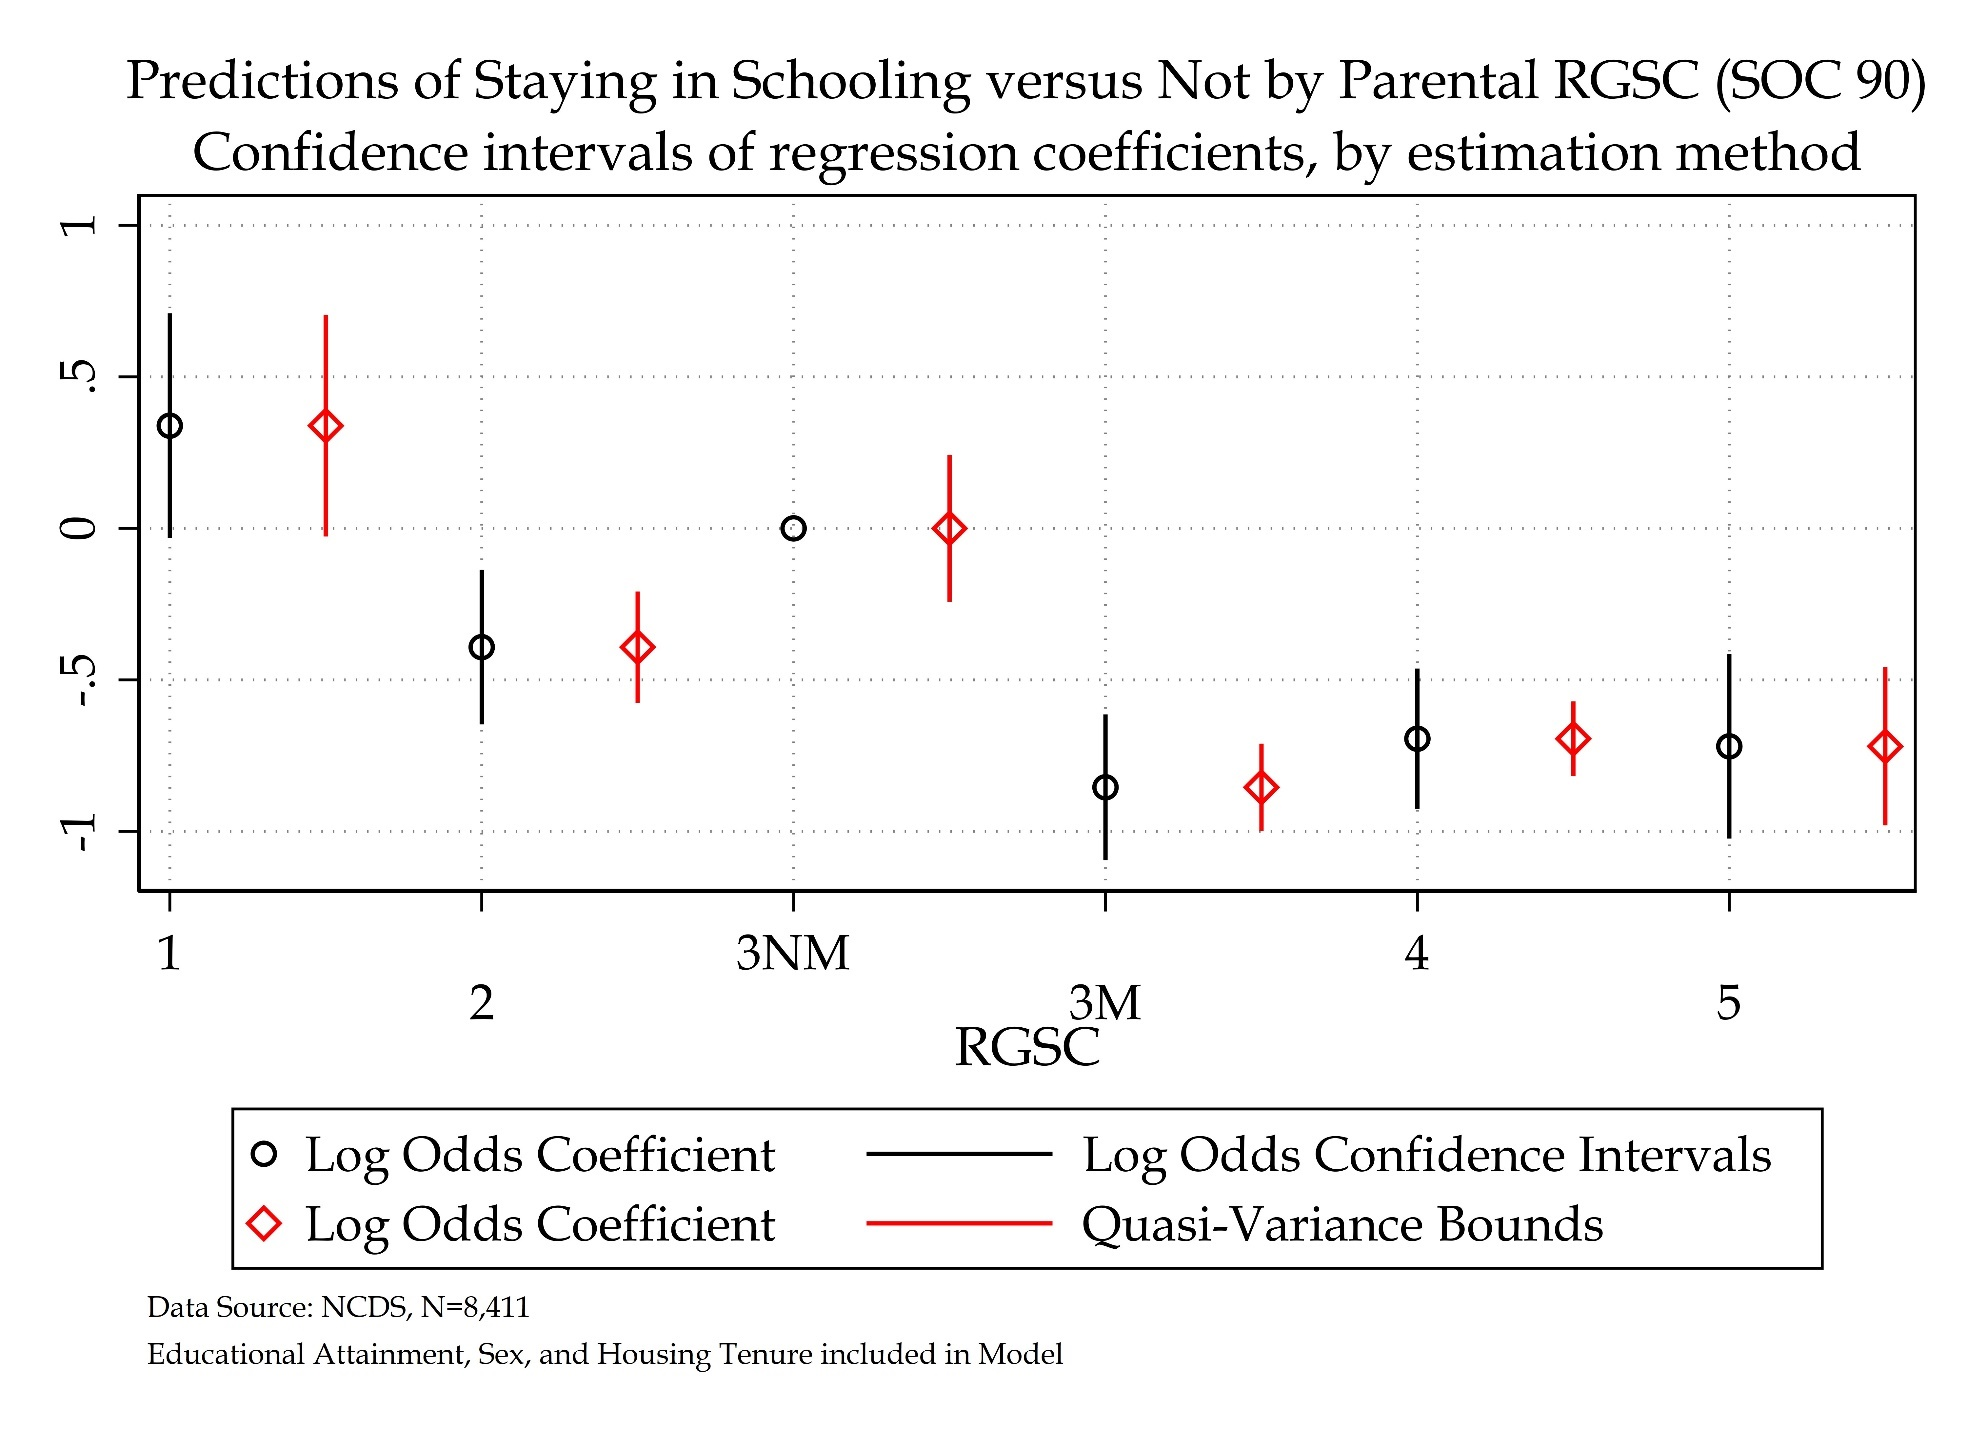 Predictions of Staying in Schooling versus Not by Parental RGSC (SOC 90)
Confidence intervals of regression coefficients, by estimation method
1
.5
0
-.5
-1
1
2
3NM
3M
4
5
RGSC
Log Odds Coefficient
Log Odds Confidence Intervals
Log Odds Coefficient
Quasi-Variance Bounds
Data Source: NCDS, N=8,411
Educational Attainment, Sex, and Housing Tenure included in Model